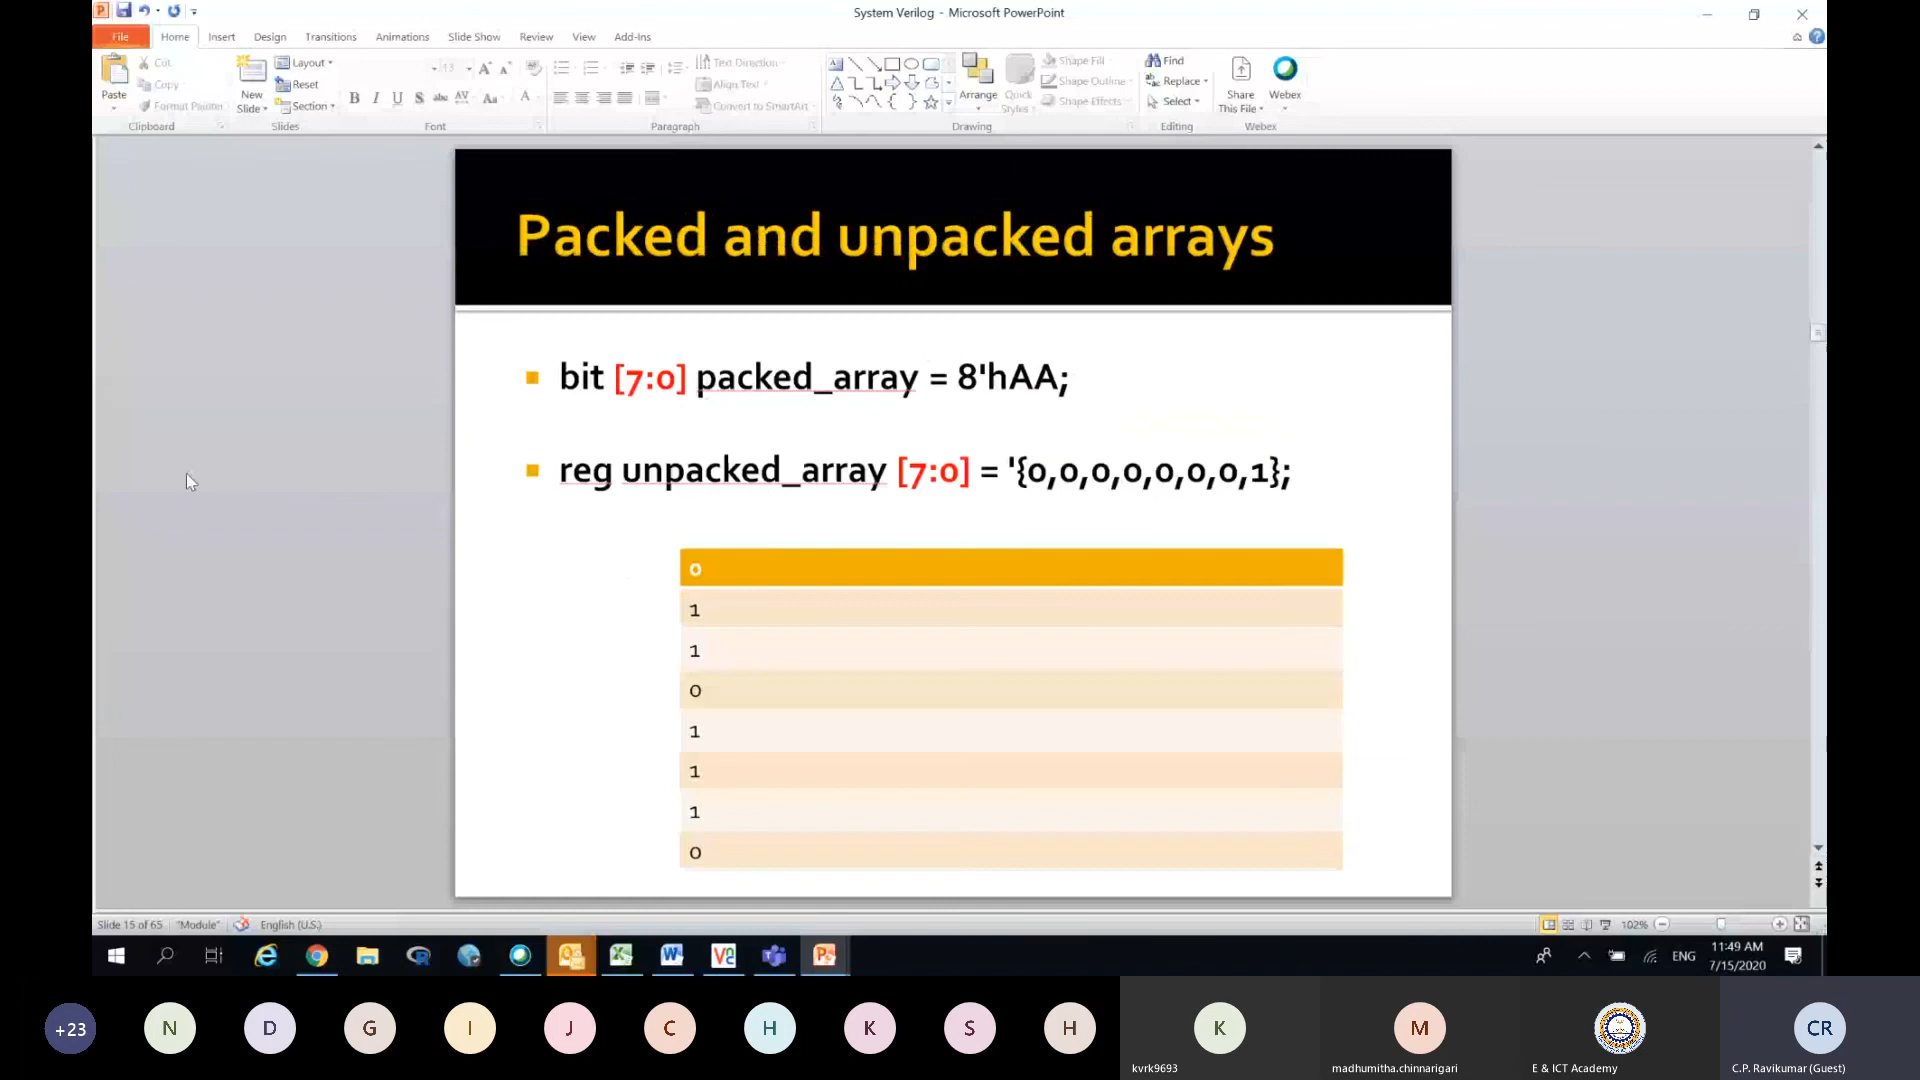 System Verilog - Microsoft PowerPoint
File Home Insert Design Transitions Animations Slide Show Review View Add-Ins
Paste
Cut
Copy
Format Painter
Clipboard
New Slide
Layout
Reset
Section
Slides
13
B I U S abc AV Aa A
Font
Text Direction
Align Text
Convert to SmartArt
Paragraph
Arrange
Quick Styles
Shape Fill
Shape Outline
Shape Effects
Drawing
Find
Replace
Select
Editing
Share This File
Webex
Webex
Packed and unpacked arrays
bit [7:0] packed_array = 8'hAA;
reg unpacked_array [7:0] = '{0,0,0,0,0,0,0,1};
0
1
1
0
1
1
1
0
Slide 15 of 65 "Module" English (U.S.) 102%
ENG
11:49 AM
7/15/2020
+23 N D G I J C H K S H K M CR
kvrk9693 madhumitha.chinnarigari E & ICT Academy C.P. Ravikumar (Guest)